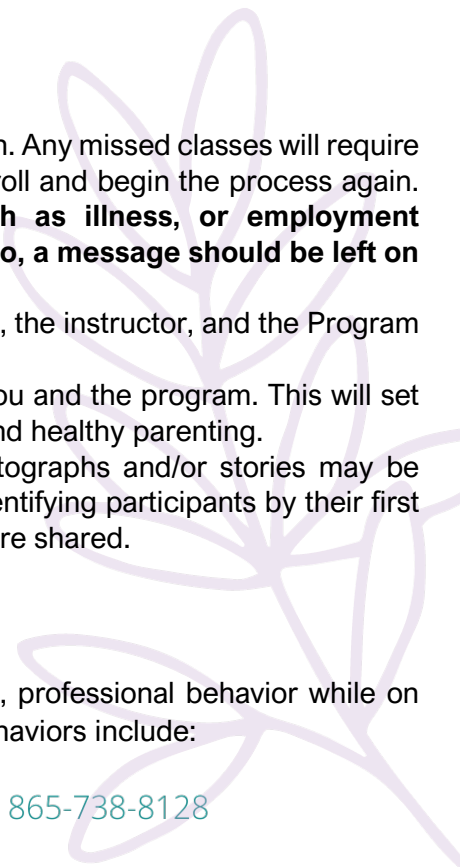 n. Any missed classes will require
roll and begin the process again.
h as illness, or employment
o, a message should be left on
, the instructor, and the Program
ou and the program. This will set
nd healthy parenting.
tographs and/or stories may be
entifying participants by their first
re shared.
, professional behavior while on
haviors include:
865-738-8128